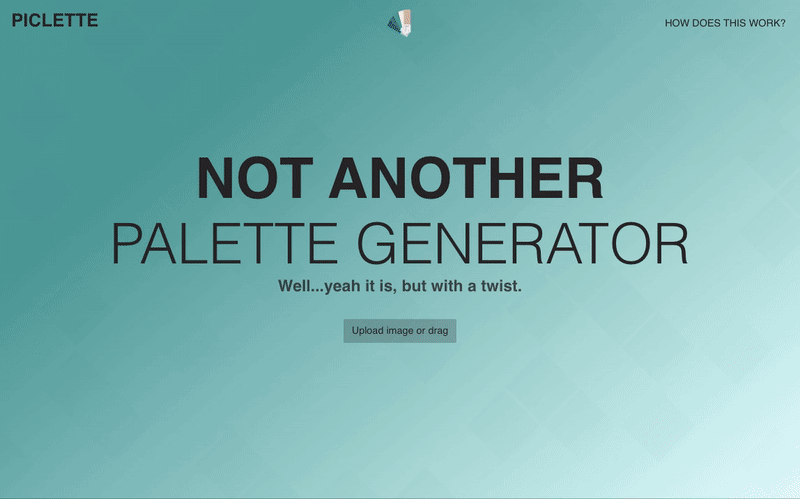 PICLETTE
HOW DOES THIS WORK?
NOT ANOTHER
PALETTE GENERATOR
Well...yeah it is, but with a twist.
Upload image or drag